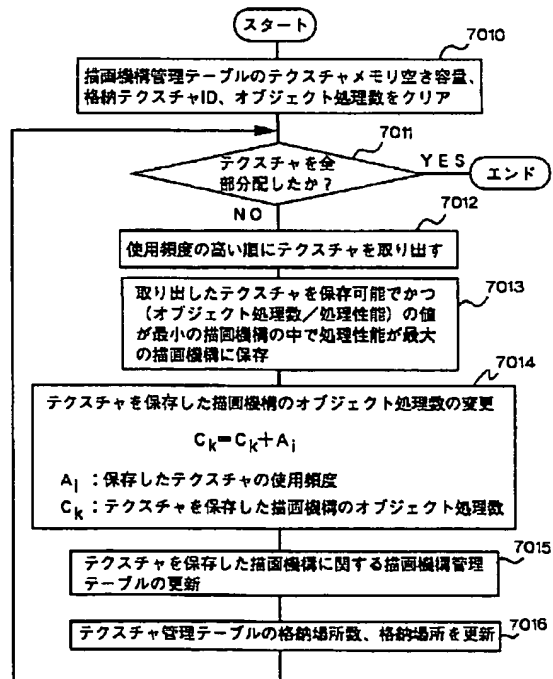 スタート
7010
描画機構管理テーブルのテクスチャメモリ空き容量、
格納テクスチャID、オブジェクト処理数をクリア
7011
テクスチャを全
部分配したか？
YES
エンド
NO
7012
使用頻度の高い順にテクスチャを取り出す
7013
取り出したテクスチャを保存可能でかつ
（オブジェクト処理数／処理性能）の値
が最小の描画機構の中で処理性能が最大
の描画機構に保存
7014
テクスチャを保存した描画機構のオブジェクト処理数の変更
Ck=Ck+Ai
Ai：保存したテクスチャの使用頻度
Ck：テクスチャを保存した描画機構のオブジェクト処理数
7015
テクスチャを保存した描画機構に関する描画機構管理
テーブルの更新
7016
テクスチャ管理テーブルの格納場所数、格納場所を更新